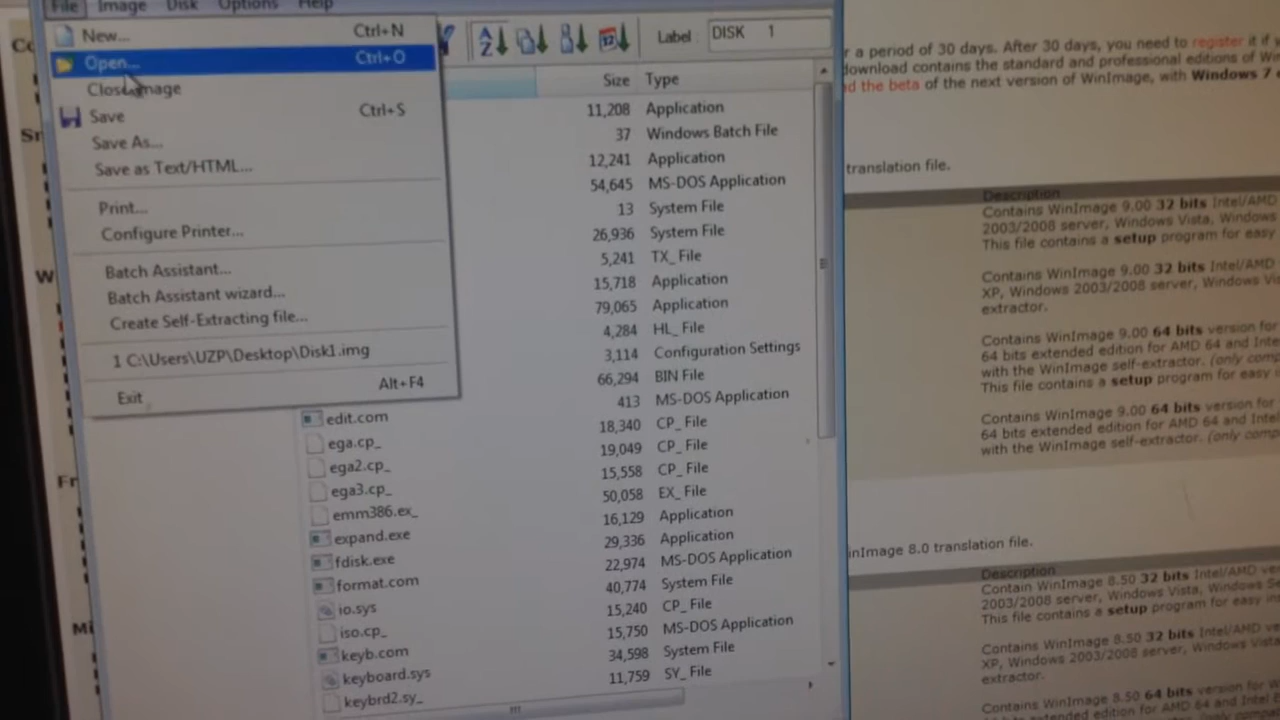 File Image Disk Options Help
New... Ctrl+N
Open... Ctrl+O
Close Image
Save Ctrl+S
Save As...
Save as Text/HTML...
Print...
Configure Printer...
Batch Assistant...
Batch Assistant wizard...
Create Self-Extracting file...
1 C:\Users\UZP\Desktop\Disk1.img
Exit Alt+F4
Label DISK 1
Size Type
11,208 Application
37 Windows Batch File
12,241 Application
54,645 MS-DOS Application
13 System File
26,936 System File
5,241 TX_ File
15,718 Application
79,065 Application
4,284 HL_ File
3,114 Configuration Settings
66,294 BIN File
edit.com 413 MS-DOS Application
ega.cp_ 18,340 CP_ File
ega2.cp_ 19,049 CP_ File
ega3.cp_ 15,558 CP_ File
emm386.ex_ 50,058 EX_ File
expand.exe 16,129 Application
fdisk.exe 29,336 Application
format.com 22,974 MS-DOS Application
io.sys 40,774 System File
iso.cp_ 15,240 CP_ File
keyb.com 15,750 MS-DOS Application
keyboard.sys 34,598 System File
keybrd2.sy_ 11,759 SY_ File
r a period of 30 days. After 30 days, you need to register it if
download contains the standard and professional editions of
d the beta of the next version of WinImage, with Windows 7
translation file.
Description
Contains WinImage 9.00 32 bits Intel/AMD
2003/2008 server, Windows Vista, Windows
This file contains a setup program for easy
Contains WinImage 9.00 32 bits Intel/AMD
XP, Windows 2003/2008 server, Windows
extractor.
Contains WinImage 9.00 64 bits version for
64 bits extended edition for AMD 64 and
with the WinImage self-extractor. (only
This file contains a setup program for easy
Contains WinImage 9.00 64 bits version for
64 bits extended edition for AMD 64 and
with the WinImage self-extractor. (only
inImage 8.0 translation file.
Description
Contain WinImage 8.50 32 bits Intel/AMD
2003/2008 server, Windows Vista, Windows
This file contains a setup program for easy
Contains WinImage 8.50 32 bits Intel/AMD
XP, Windows 2003/2008 server, Windows
extractor.
Contains WinImage 8.50 64 bits version for